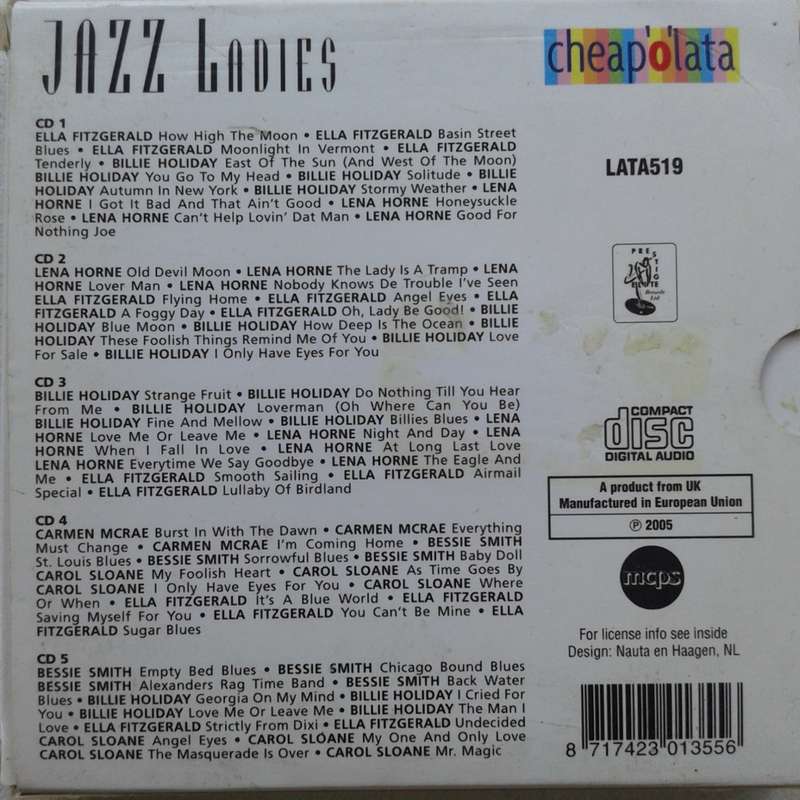 JAZZ LADIES
cheap'o'lata
CD 1
ELLA FITZGERALD How High The Moon • ELLA FITZGERALD Basin Street
Blues • ELLA FITZGERALD Moonlight In Vermont • ELLA FITZGERALD
Tenderly • BILLIE HOLIDAY East Of The Sun (And West Of The Moon)
BILLIE HOLIDAY You Go To My Head • BILLIE HOLIDAY Solitude • BILLIE
HOLIDAY Autumn In New York • BILLIE HOLIDAY Stormy Weather • LENA
HORNE I Got It Bad And That Ain't Good • LENA HORNE Honeysuckle
Rose • LENA HORNE Can't Help Lovin' Dat Man • LENA HORNE Good For
Nothing Joe
CD 2
LENA HORNE Old Devil Moon • LENA HORNE The Lady Is A Tramp • LENA
HORNE Lover Man • LENA HORNE Nobody Knows De Trouble I've Seen
ELLA FITZGERALD Flying Home • ELLA FITZGERALD Angel Eyes • ELLA
FITZGERALD A Foggy Day • ELLA FITZGERALD Oh, Lady Be Good! • BILLIE
HOLIDAY Blue Moon • BILLIE HOLIDAY How Deep Is The Ocean • BILLIE
HOLIDAY These Foolish Things Remind Me Of You • BILLIE HOLIDAY Love
For Sale • BILLIE HOLIDAY I Only Have Eyes For You
CD 3
BILLIE HOLIDAY Strange Fruit • BILLIE HOLIDAY Do Nothing Till You Hear
From Me • BILLIE HOLIDAY Loverman (Oh Where Can You Be)
BILLIE HOLIDAY Fine And Mellow • BILLIE HOLIDAY Billies Blues • LENA
HORNE Love Me Or Leave Me • LENA HORNE Night And Day • LENA
HORNE When I Fall In Love • LENA HORNE At Long Last Love
LENA HORNE Everytime We Say Goodbye • LENA HORNE The Eagle And
Me • ELLA FITZGERALD Smooth Sailing • ELLA FITZGERALD Airmail
Special • ELLA FITZGERALD Lullaby Of Birdland
CD 4
CARMEN MCRAE Burst In With The Dawn • CARMEN MCRAE Everything
Must Change • CARMEN MCRAE I'm Coming Home • BESSIE SMITH
St. Louis Blues • BESSIE SMITH Sorrowful Blues • BESSIE SMITH Baby Doll
CAROL SLOANE My Foolish Heart • CAROL SLOANE As Time Goes By
CAROL SLOANE I Only Have Eyes For You • CAROL SLOANE Where
Or When • ELLA FITZGERALD It's A Blue World • ELLA FITZGERALD
Saving Myself For You • ELLA FITZGERALD You Can't Be Mine • ELLA
FITZGERALD Sugar Blues
CD 5
BESSIE SMITH Empty Bed Blues • BESSIE SMITH Chicago Bound Blues
BESSIE SMITH Alexanders Rag Time Band • BESSIE SMITH Back Water
Blues • BILLIE HOLIDAY Georgia On My Mind • BILLIE HOLIDAY I Cried For
You • BILLIE HOLIDAY Love Me Or Leave Me • BILLIE HOLIDAY The Man I
Love • ELLA FITZGERALD Strictly From Dixi • ELLA FITZGERALD Undecided
CAROL SLOANE Angel Eyes • CAROL SLOANE My One And Only Love
CAROL SLOANE The Masquerade Is Over • CAROL SLOANE Mr. Magic
LATA519
PRESTIGE
ELITE
Records
Ltd
COMPACT
disc
DIGITAL AUDIO
A product from UK
Manufactured in European Union
℗ 2005
mcps
For license info see inside
Design: Nauta en Haagen, NL
8 717423 013556